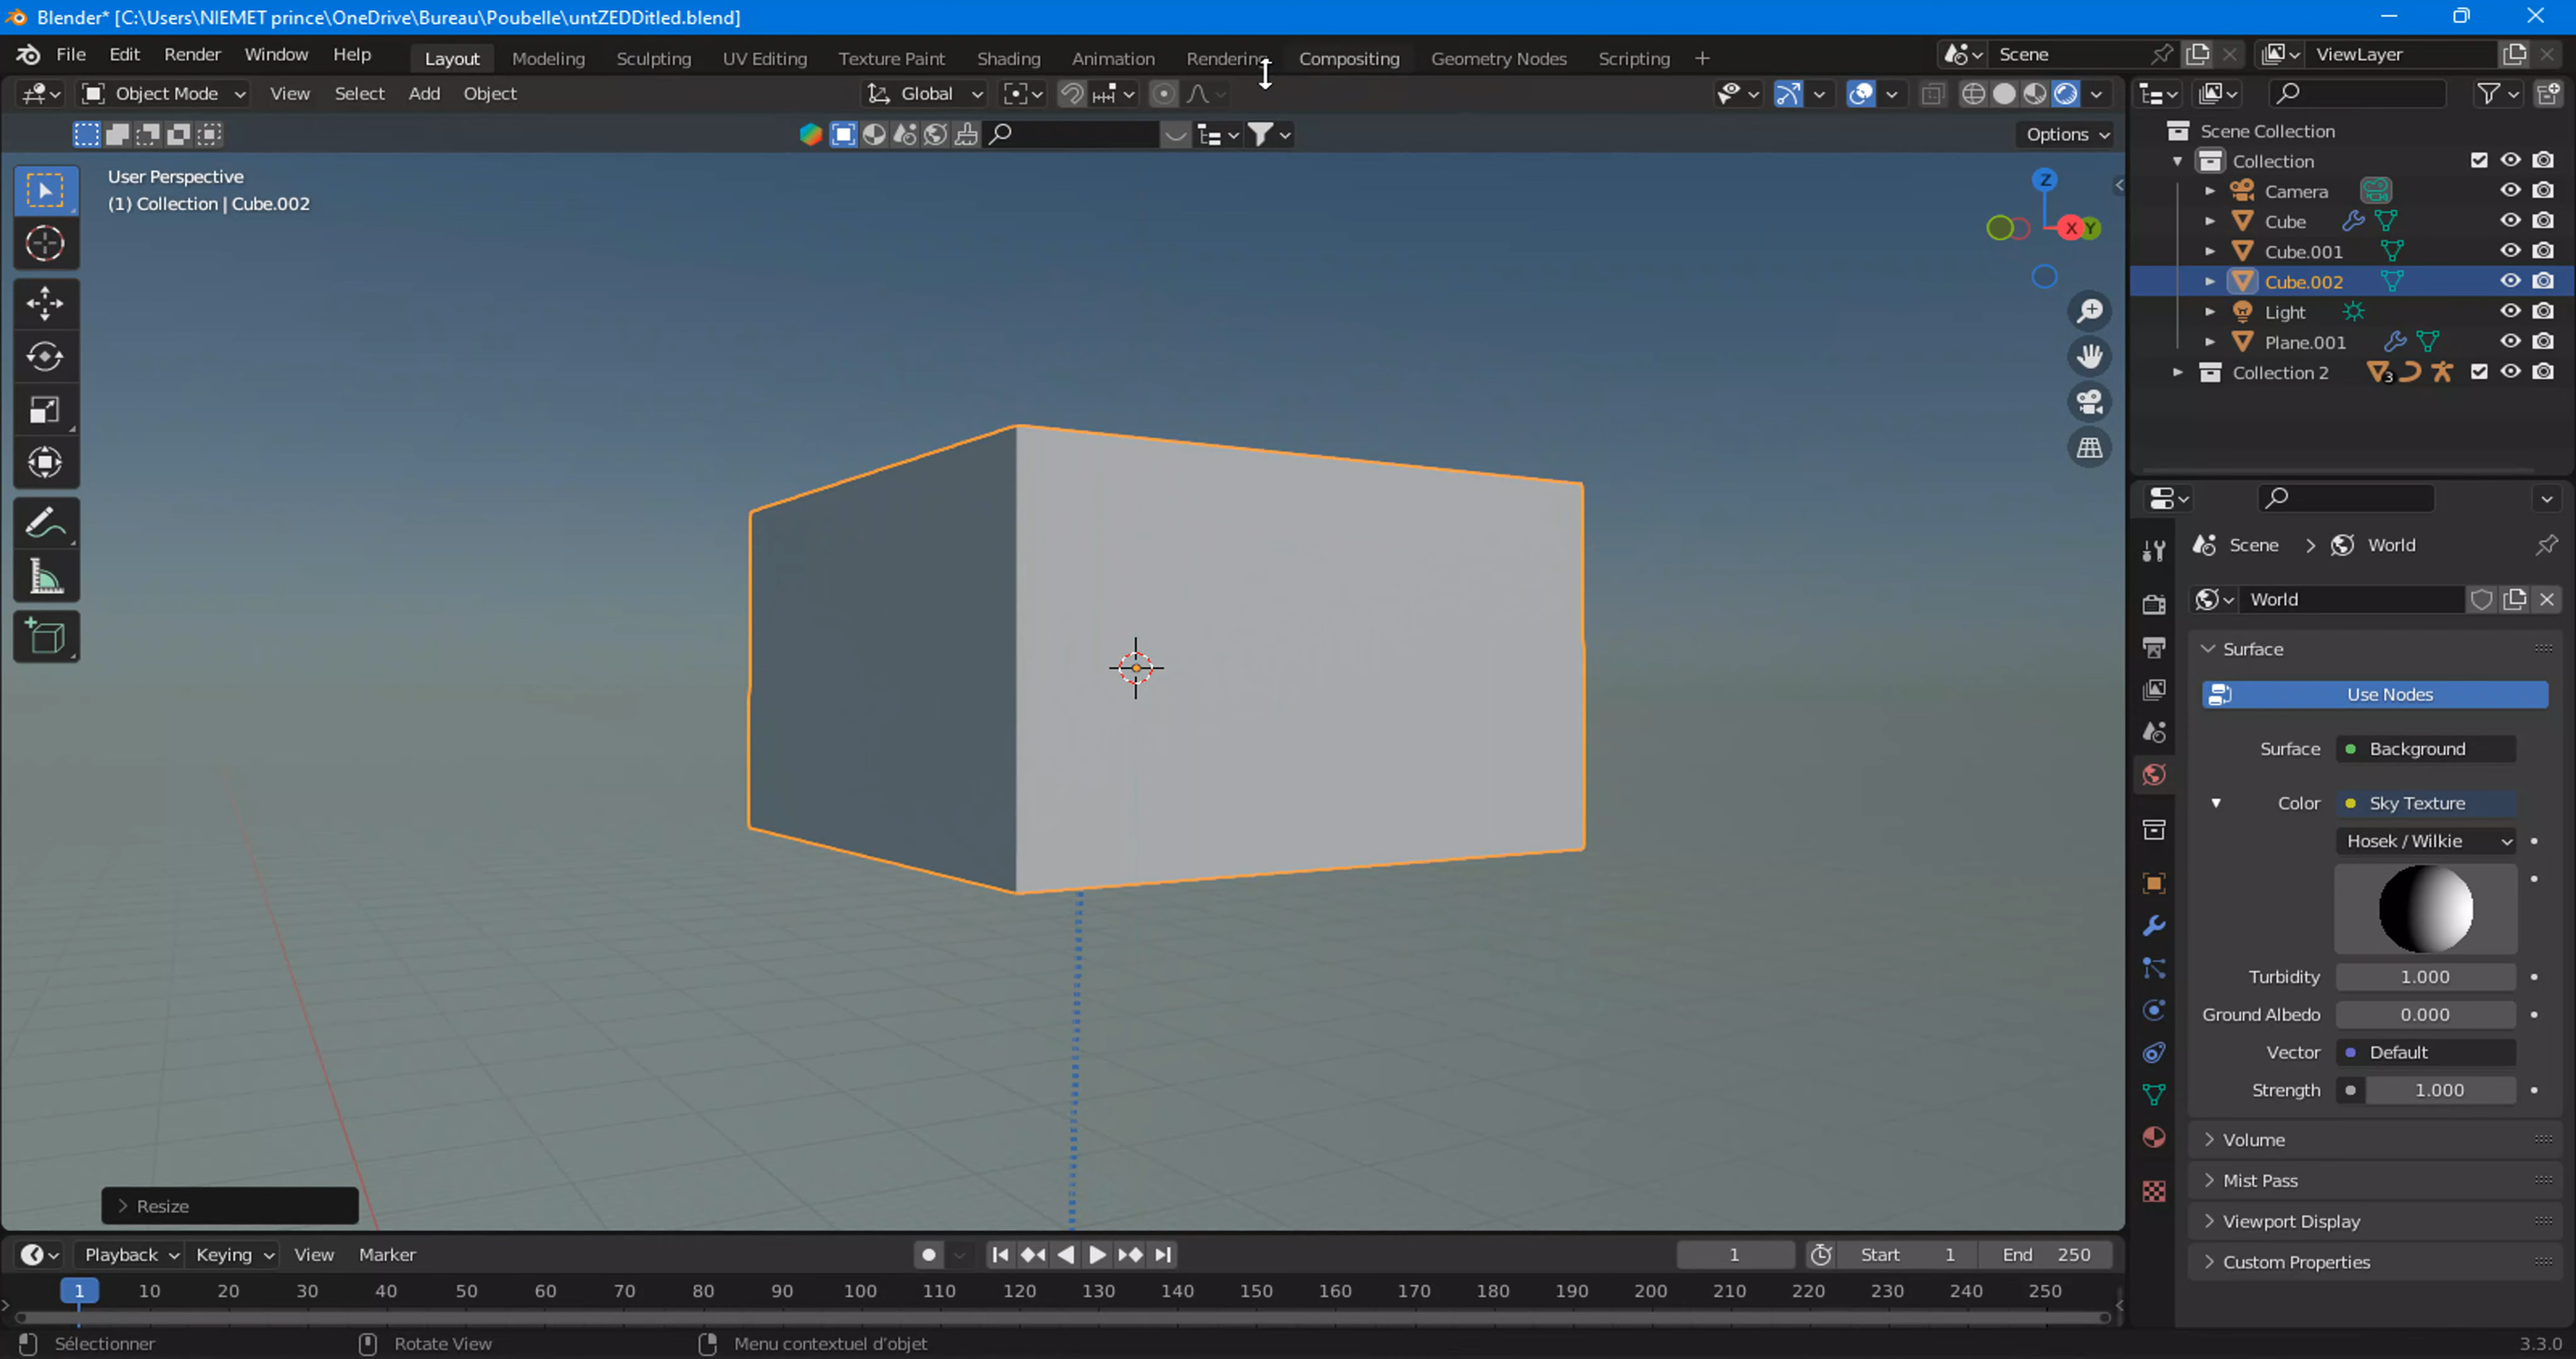 Blender* [C:\Users\NIEMET prince\OneDrive\Bureau\Poubelle\untZEDDitled.blend]
File Edit Render Window Help Layout Modeling Sculpting UV Editing Texture Paint Shading Animation Rendering Compositing Geometry Nodes Scripting + Scene ViewLayer
Object Mode View Select Add Object Global
Options
User Perspective
(1) Collection | Cube.002
Z
X Y
Scene Collection
Collection
Camera
Cube
Cube.001
Cube.002
Light
Plane.001
Collection 2 3
Scene > World
World
Surface
Use Nodes
Surface Background
Color Sky Texture
Hosek / Wilkie
Turbidity 1.000
Ground Albedo 0.000
Vector Default
Strength 1.000
Volume
Mist Pass
Viewport Display
Custom Properties
Resize
Playback Keying View Marker 1 Start 1 End 250
1 10 20 30 40 50 60 70 80 90 100 110 120 130 140 150 160 170 180 190 200 210 220 230 240 250
Sélectionner Rotate View Menu contextuel d'objet 3.3.0